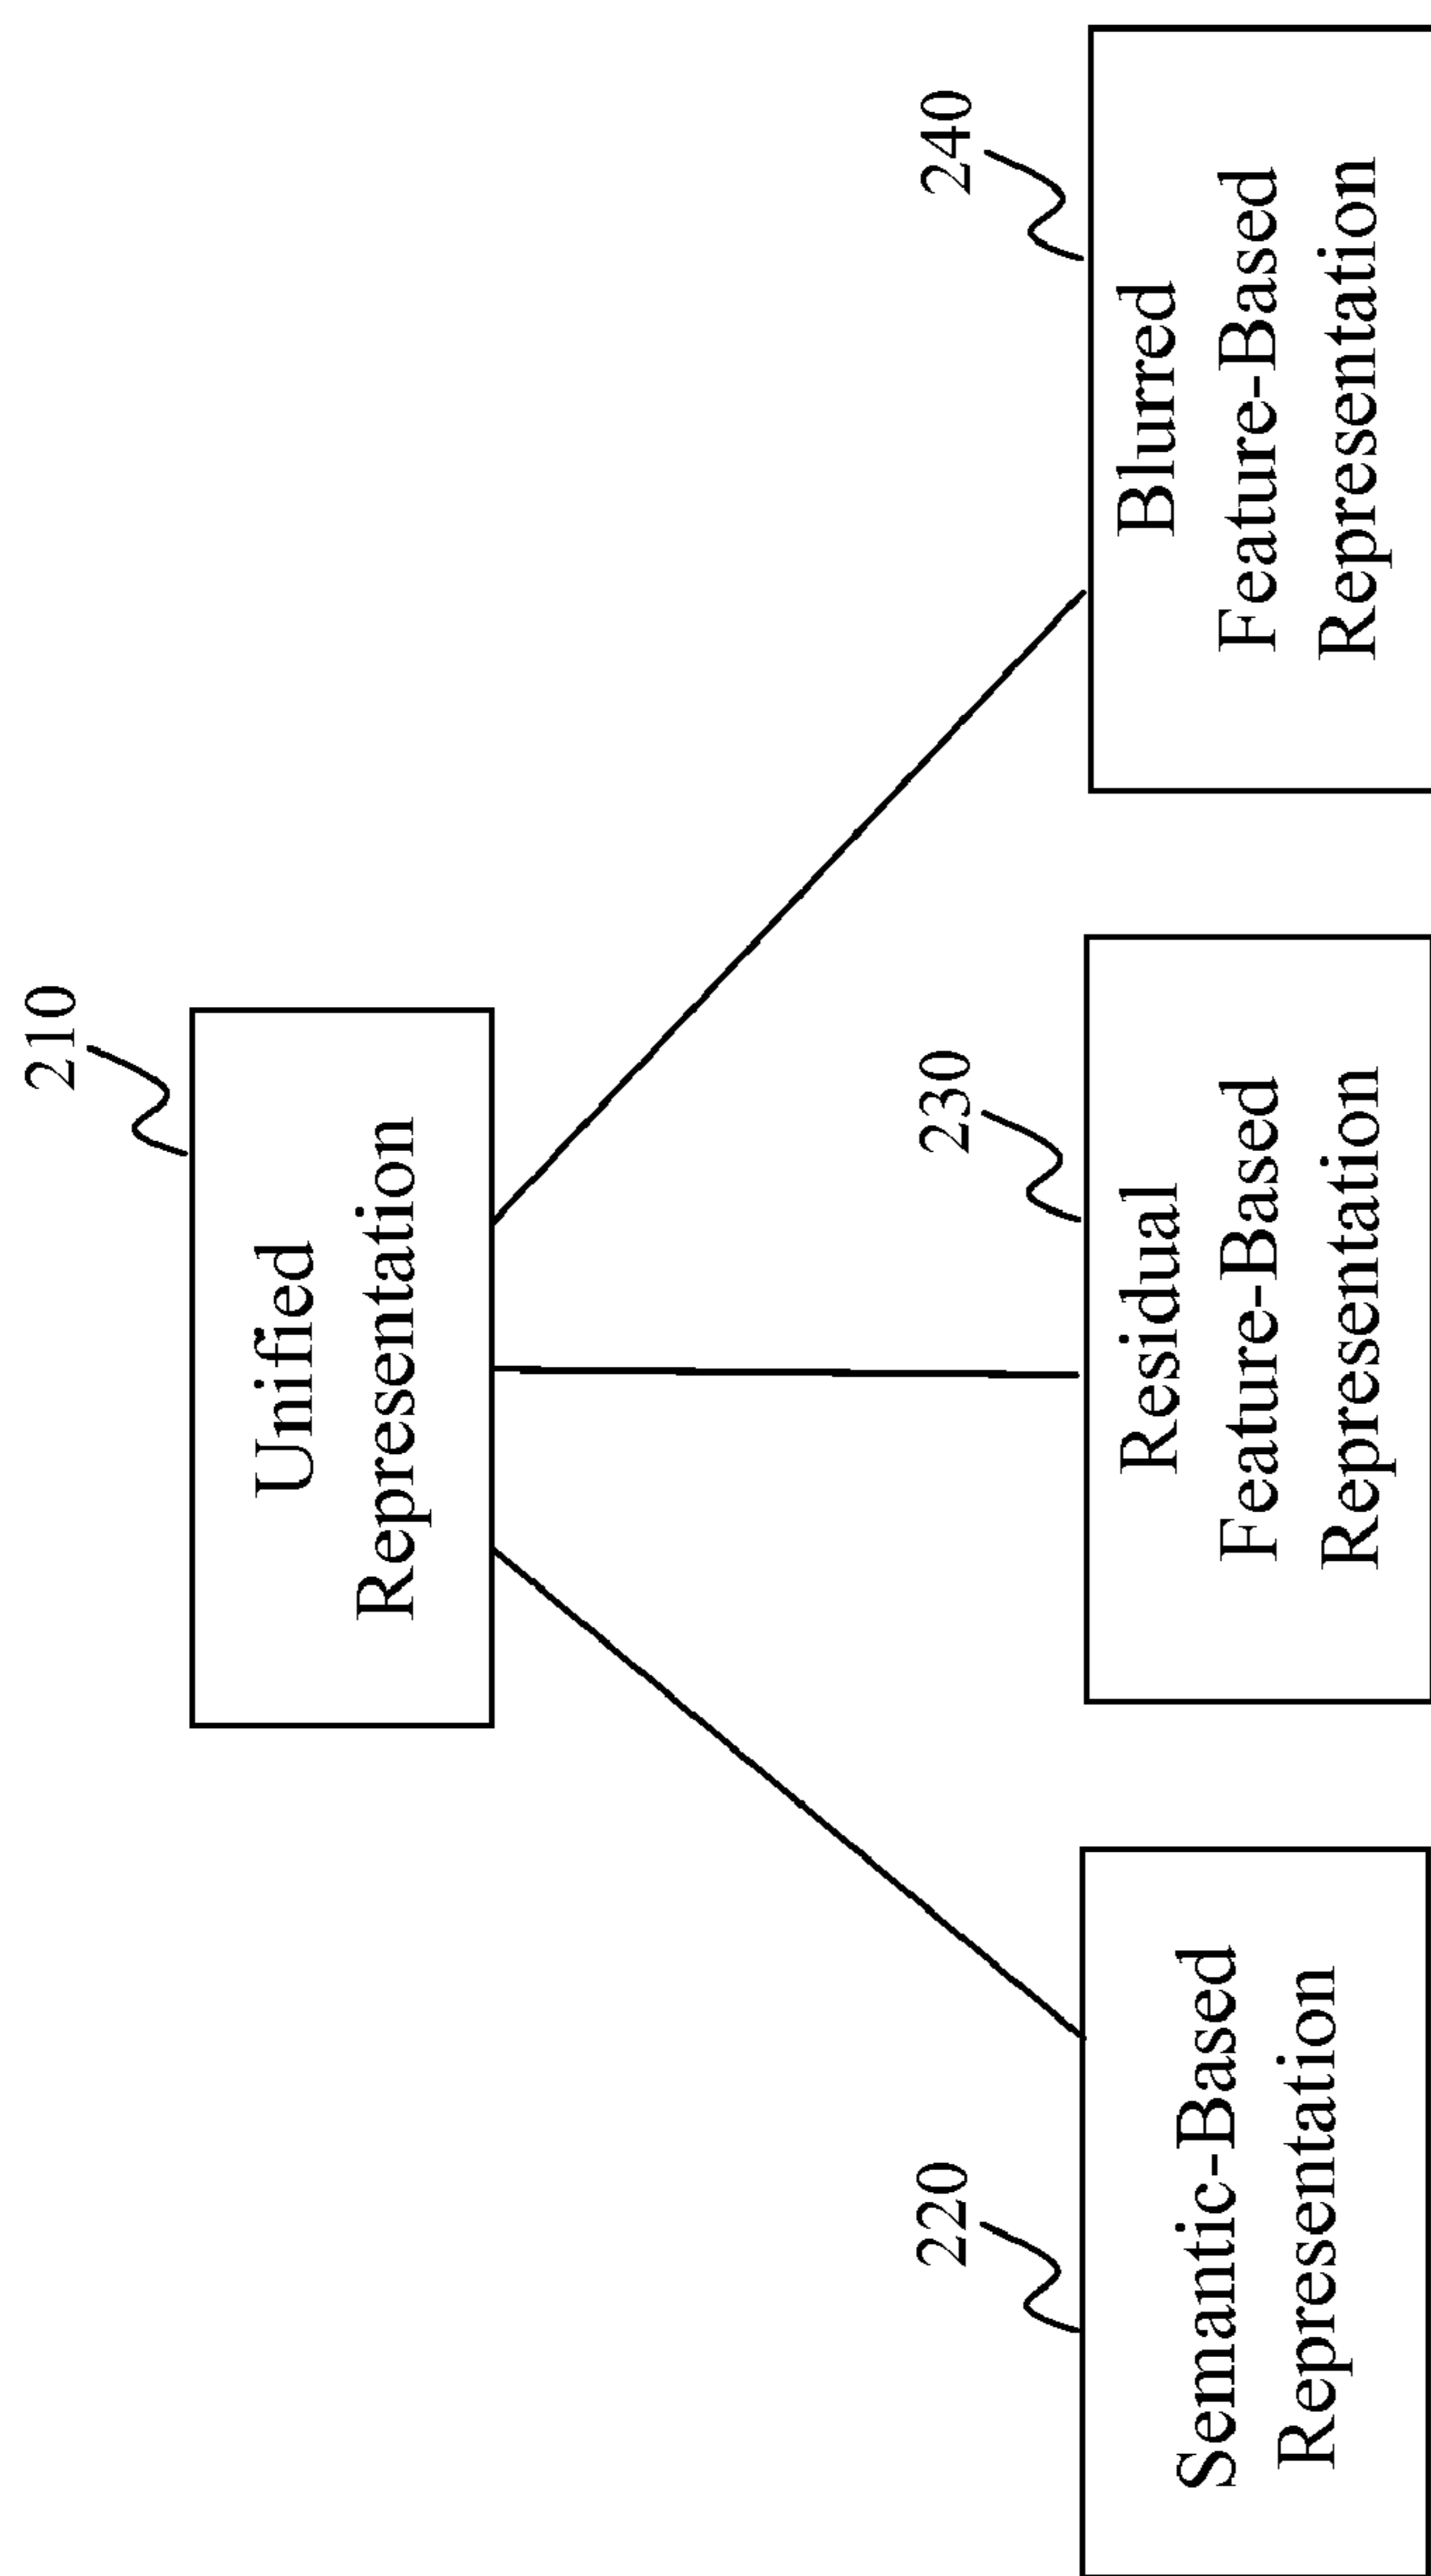 210
Unified
Representation
220
Semantic-Based
Representation
230
Residual
Feature-Based
Representation
240
Blurred
Feature-Based
Representation